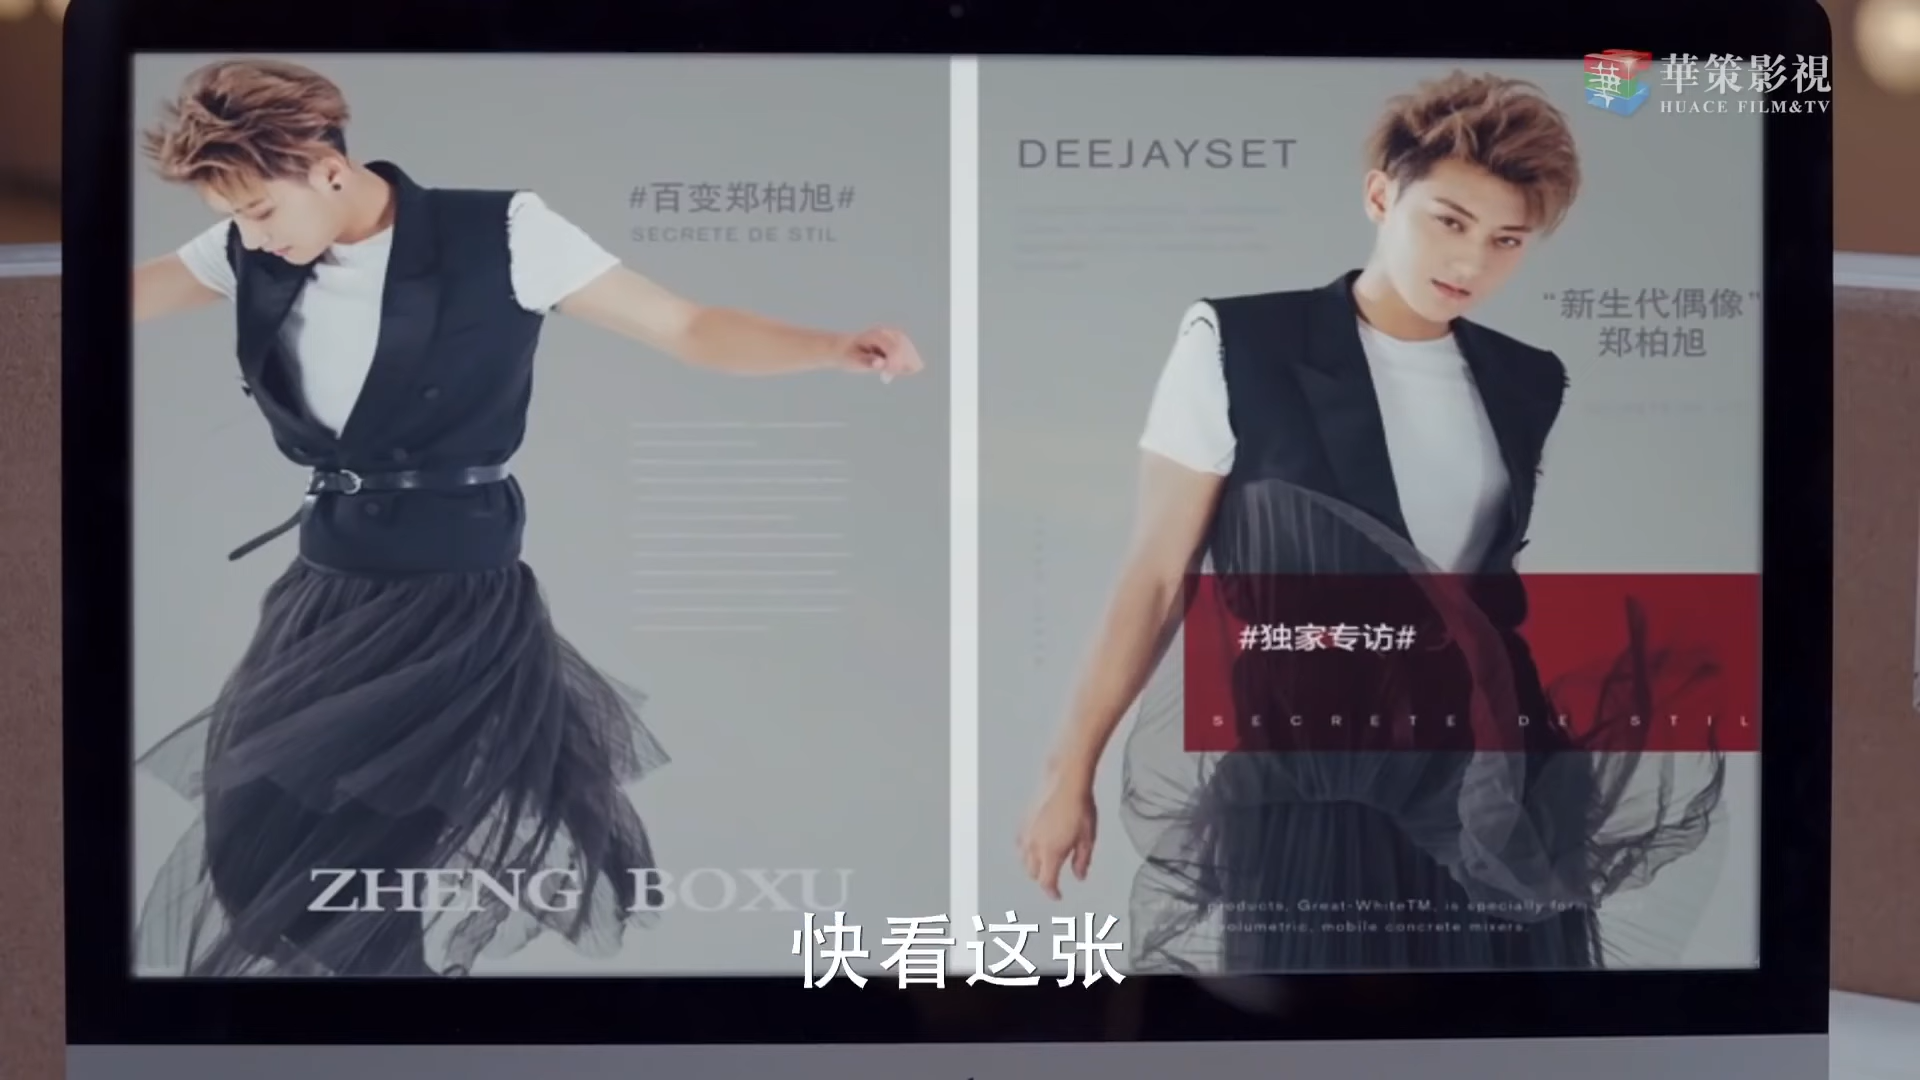 華策影視
HUACE FILM&TV
#百变郑柏旭#
SECRETE DE STIL
ZHENG BOXU
DEEJAYSET
“新生代偶像”
郑柏旭
#独家专访#
SECRETE DE STIL
of the products, Great-WhiteTM, is specially
volumetric, mobile concrete mixers.
快看这张